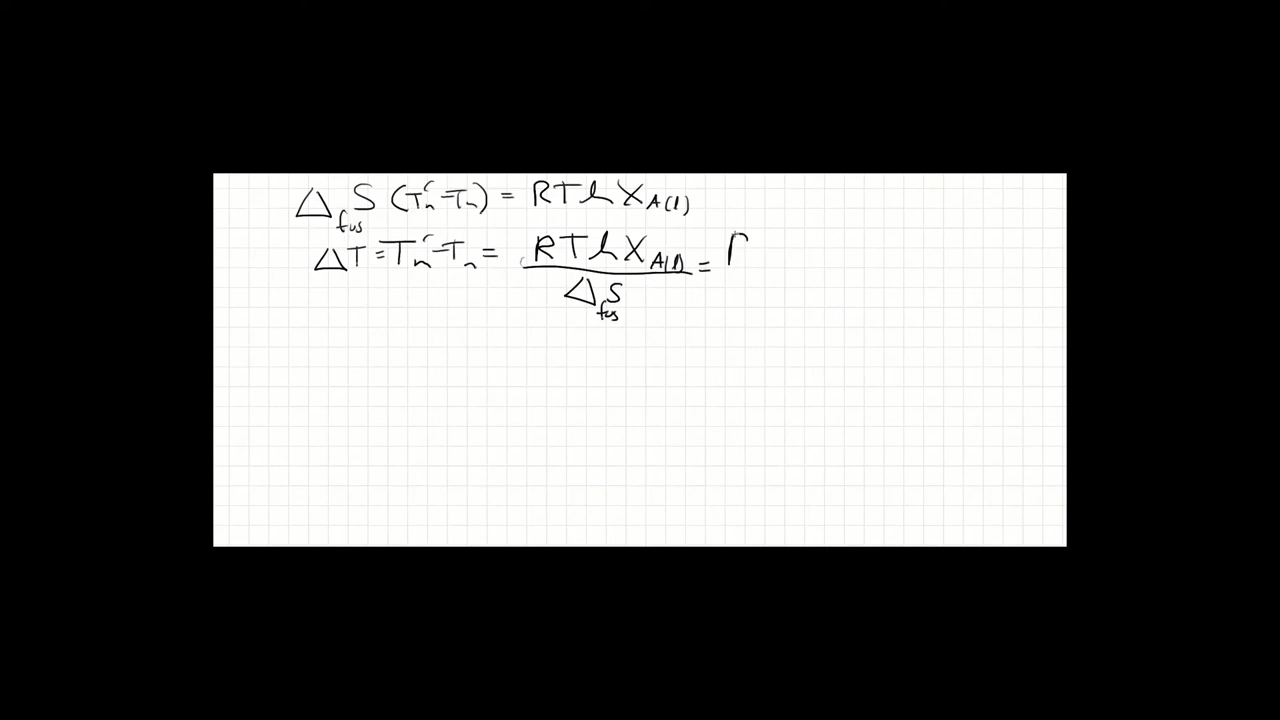 Δ_fus S (T_m' - T_m) = RT ln X_A(l)
ΔT = T_m' - T_m = RT ln X_A(l) / Δ_fus S =